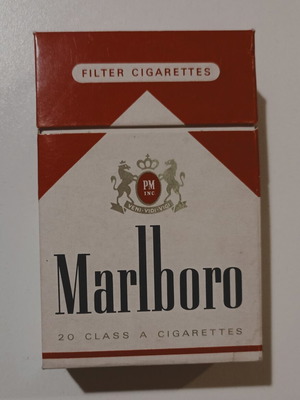 FILTER CIGARETTES
PM
INC
VENI·VIDI·VICI
Marlboro
20 CLASS A CIGARETTES